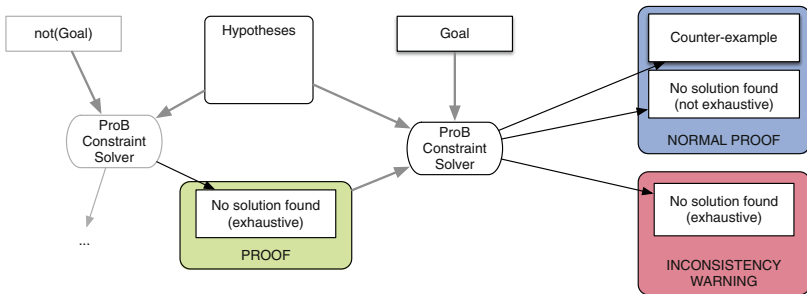 not(Goal)
Hypotheses
Goal
Counter-example
No solution found
(not exhaustive)
NORMAL PROOF
ProB
Constraint
Solver
ProB
Constraint
Solver
No solution found
(exhaustive)
PROOF
No solution found
(exhaustive)
INCONSISTENCY
WARNING
...